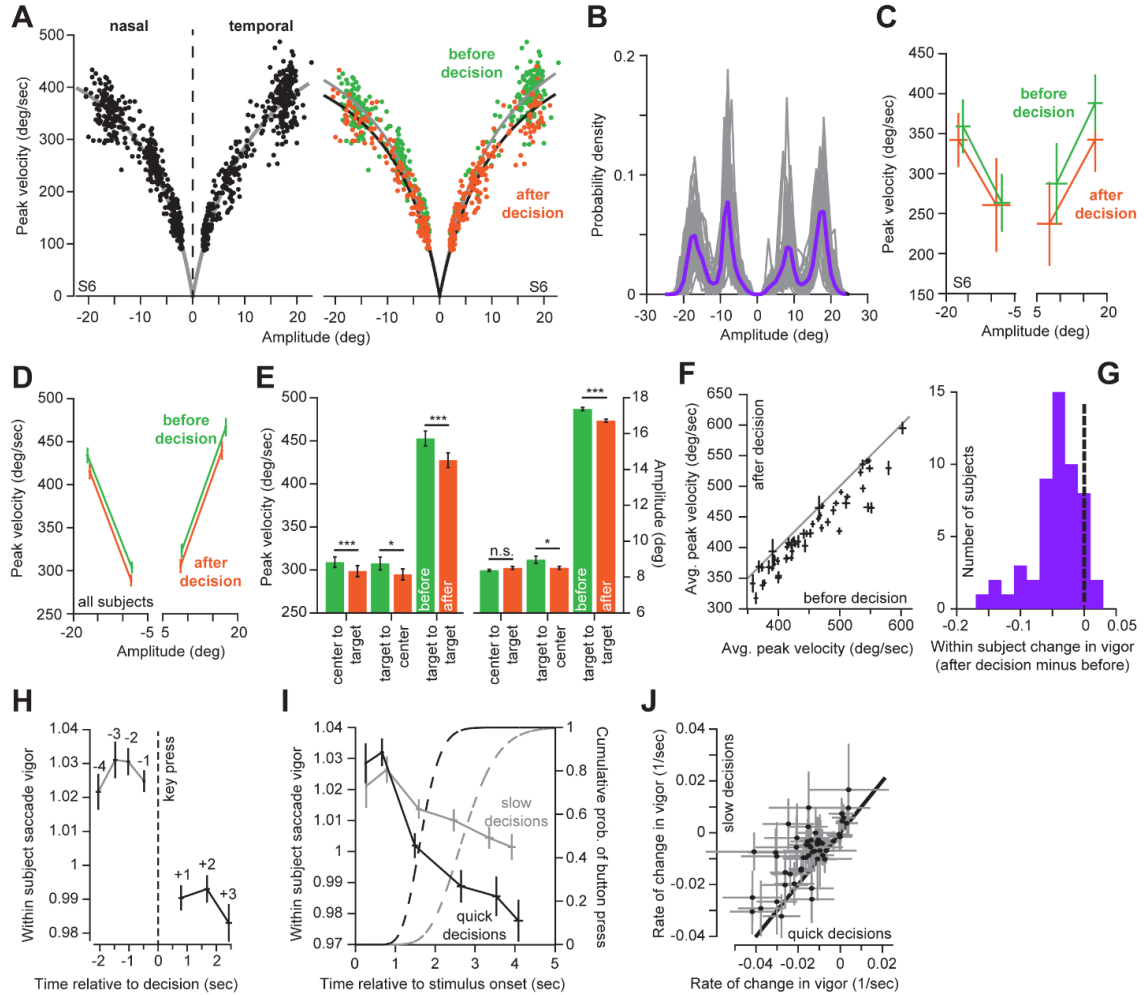 A
nasal
temporal
before
decision
after
decision
S6
S6
Peak velocity (deg/sec)
500
400
300
200
100
0
-20
-10
0
10
20
-20
-10
0
10
20
Amplitude (deg)
Amplitude (deg)
B
Probability density
0.2
0.1
0
-30
-20
-10
0
10
20
30
Amplitude (deg)
C
Peak velocity (deg/sec)
450
400
350
300
250
200
150
before
decision
after
decision
S6
-20
-5
5
20
Amplitude (deg)
D
Peak velocity (deg/sec)
500
450
400
350
300
250
before
decision
after
decision
all subjects
-20
-5
5
20
Amplitude (deg)
E
Peak velocity (deg/sec)
500
450
400
350
300
250
***
*
***
n.s.
*
***
before
after
before
after
center to
target
target to
center
target to
target
center to
target
target to
center
target to
target
Amplitude (deg)
18
16
14
12
10
8
6
F
Avg. peak velocity (deg/sec)
after decision
650
600
550
500
450
400
350
300
before decision
400
500
600
Avg. peak velocity (deg/sec)
G
Number of subjects
15
10
5
0
-0.2
-0.1
0
0.05
Within subject change in vigor
(after decision minus before)
H
Within subject saccade vigor
1.04
1.03
1.02
1.01
1
0.99
0.98
-4
-3
-2
-1
key press
+1
+2
+3
-2
-1
0
1
2
Time relative to decision (sec)
I
Within subject saccade vigor
1.04
1.03
1.02
1.01
1
0.99
0.98
0.97
slow
decisions
quick
decisions
0
1
2
3
4
5
Time relative to stimulus onset (sec)
Cumulative prob. of button press
1
0.8
0.6
0.4
0.2
0
J
Rate of change in vigor (1/sec)
slow decisions
0.04
0.02
0
-0.02
-0.04
quick decisions
-0.04
-0.02
0
0.02
Rate of change in vigor (1/sec)